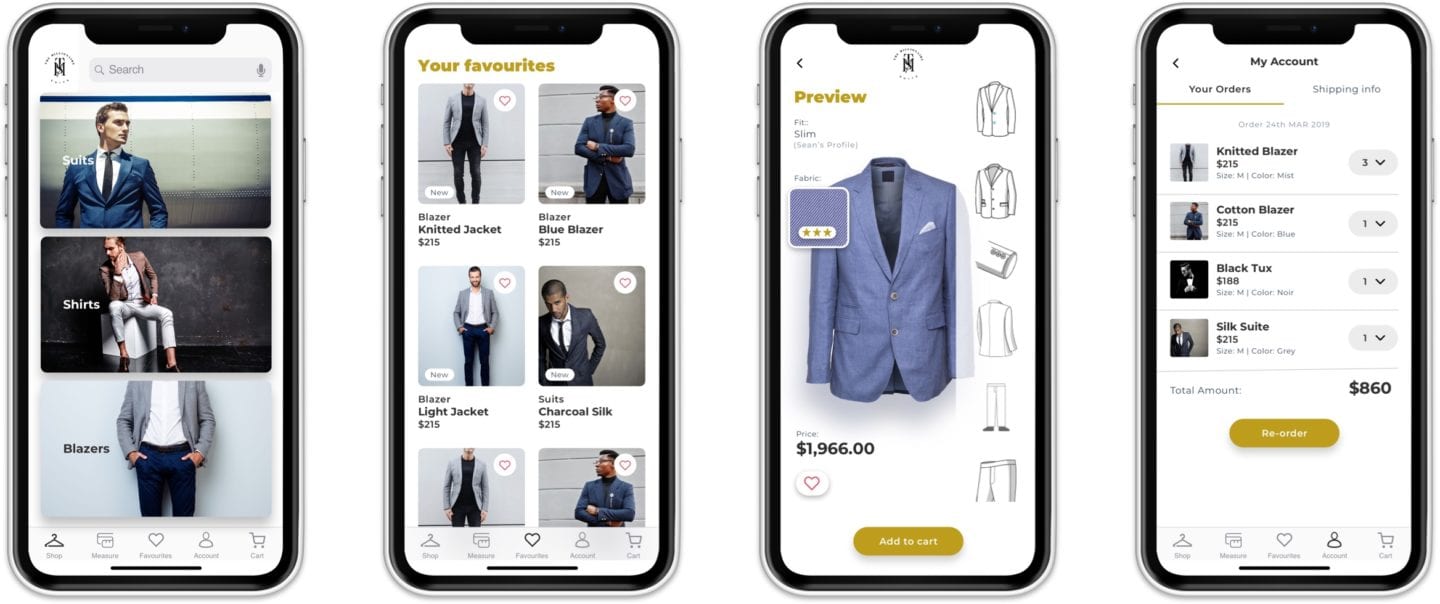 Search
Suits
Shirts
Blazers
Shop
Measure
Favourites
Account
Cart
Your favourites
New
New
Blazer
Knitted Jacket
$215
Blazer
Blue Blazer
$215
New
New
Blazer
Light Jacket
$215
Suits
Charcoal Silk
$215
Shop
Measure
Favourites
Account
Cart
Preview
Fit::
Slim
(Sean's Profile)
Fabric:
Price:
$1,966.00
Add to cart
My Account
Your Orders
Shipping info
Order 24th MAR 2019
Knitted Blazer
$215
Size: M | Color: Mist
3
Cotton Blazer
$215
Size: M | Color: Blue
1
Black Tux
$188
Size: M | Color: Noir
1
Silk Suite
$215
Size: M | Color: Grey
1
Total Amount:
$860
Re-order
Shop
Measure
Favourites
Account
Cart